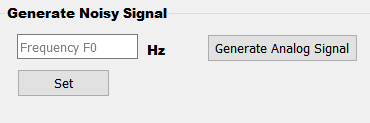 Generate Noisy Signal
Frequency F0 Hz Generate Analog Signal
Set